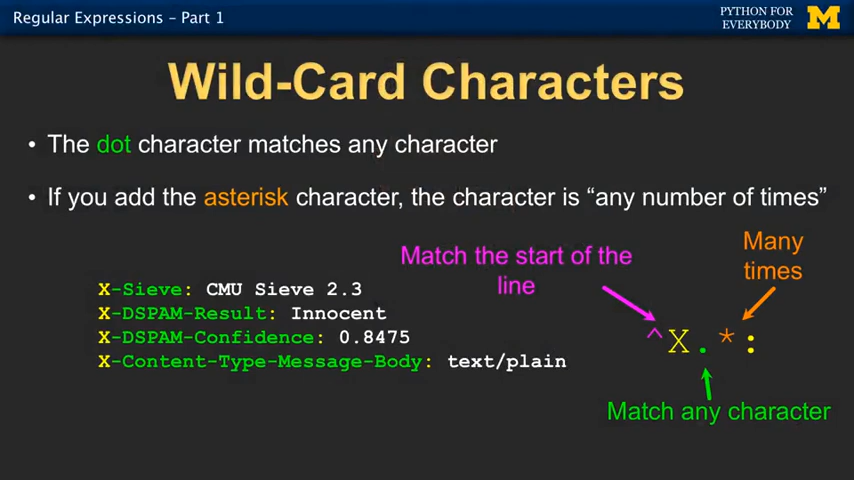 Regular Expressions – Part 1
PYTHON FOR
EVERYBODY
M
Wild-Card Characters
• The dot character matches any character
• If you add the asterisk character, the character is “any number of times”
Match the start of the
line
Many
times
X-Sieve: CMU Sieve 2.3
X-DSPAM-Result: Innocent
X-DSPAM-Confidence: 0.8475
X-Content-Type-Message-Body: text/plain
^X.*:
Match any character